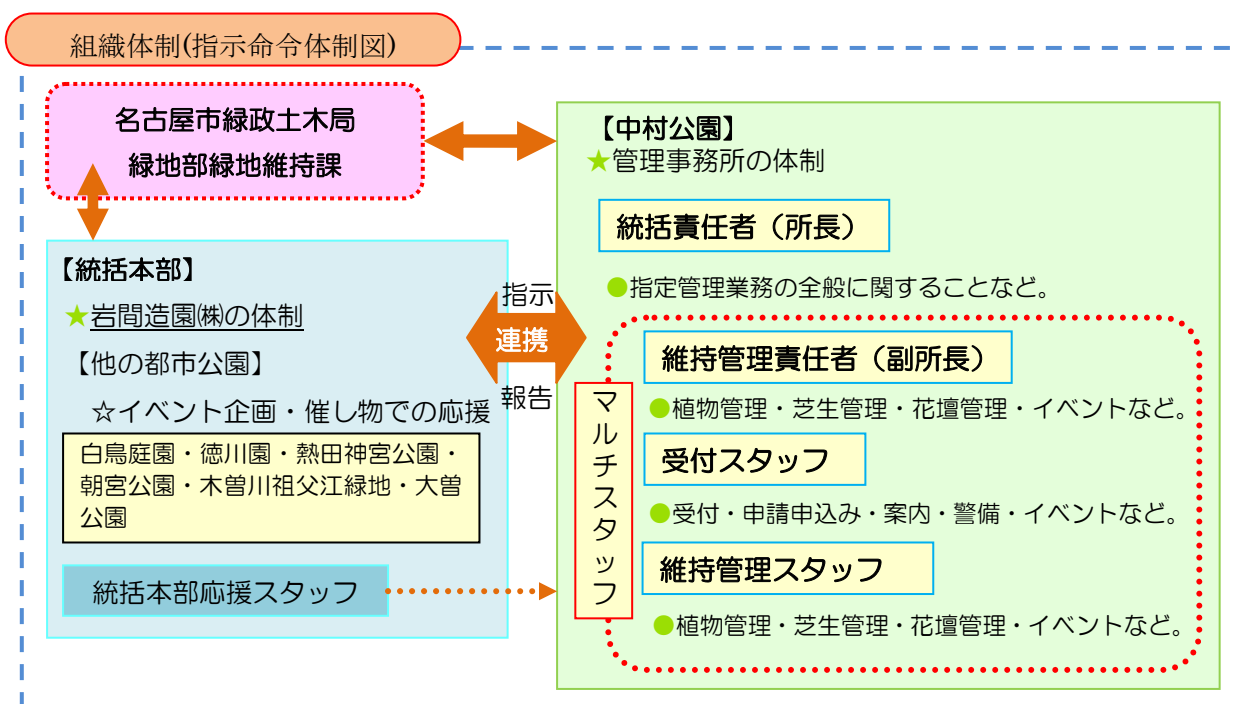 組織体制(指示命令体制図)
名古屋市緑政土木局
緑地部緑地維持課
【統括本部】
★岩間造園㈱の体制
【他の都市公園】
☆イベント企画・催し物での応援
白鳥庭園・徳川園・熱田神宮公園・
朝宮公園・木曽川祖父江緑地・大曽
公園
統括本部応援スタッフ
指示
連携
報告
【中村公園】
★管理事務所の体制
統括責任者（所長）
●指定管理業務の全般に関することなど。
マルチスタッフ
維持管理責任者（副所長）
●植物管理・芝生管理・花壇管理・イベントなど。
受付スタッフ
●受付・申請申込み・案内・警備・イベントなど。
維持管理スタッフ
●植物管理・芝生管理・花壇管理・イベントなど。